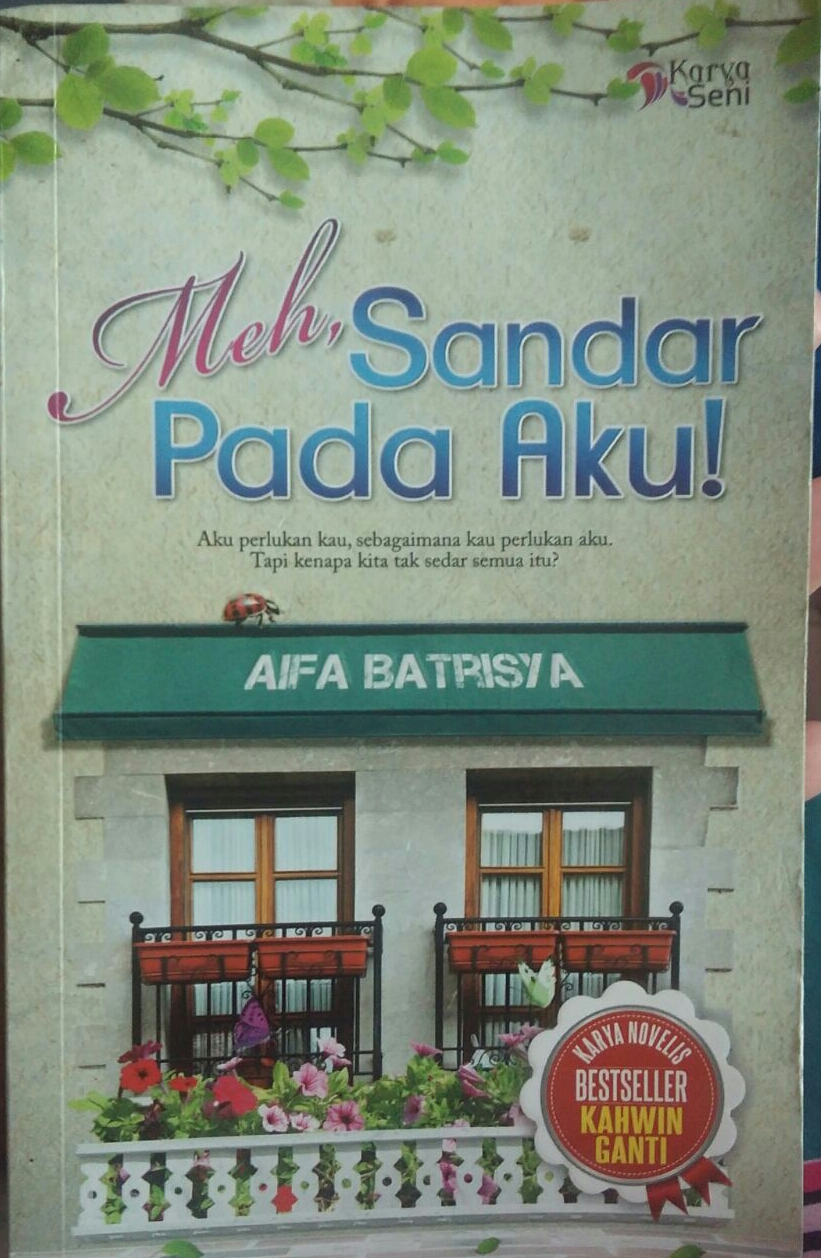 Karya
Seni
Meh, Sandar
Pada Aku!
Aku perlukan kau, sebagaimana kau perlukan aku.
Tapi kenapa kita tak sedar semua itu?
AIFA BATRISYA
KARYA NOVELIS
BESTSELLER
KAHWIN
GANTI